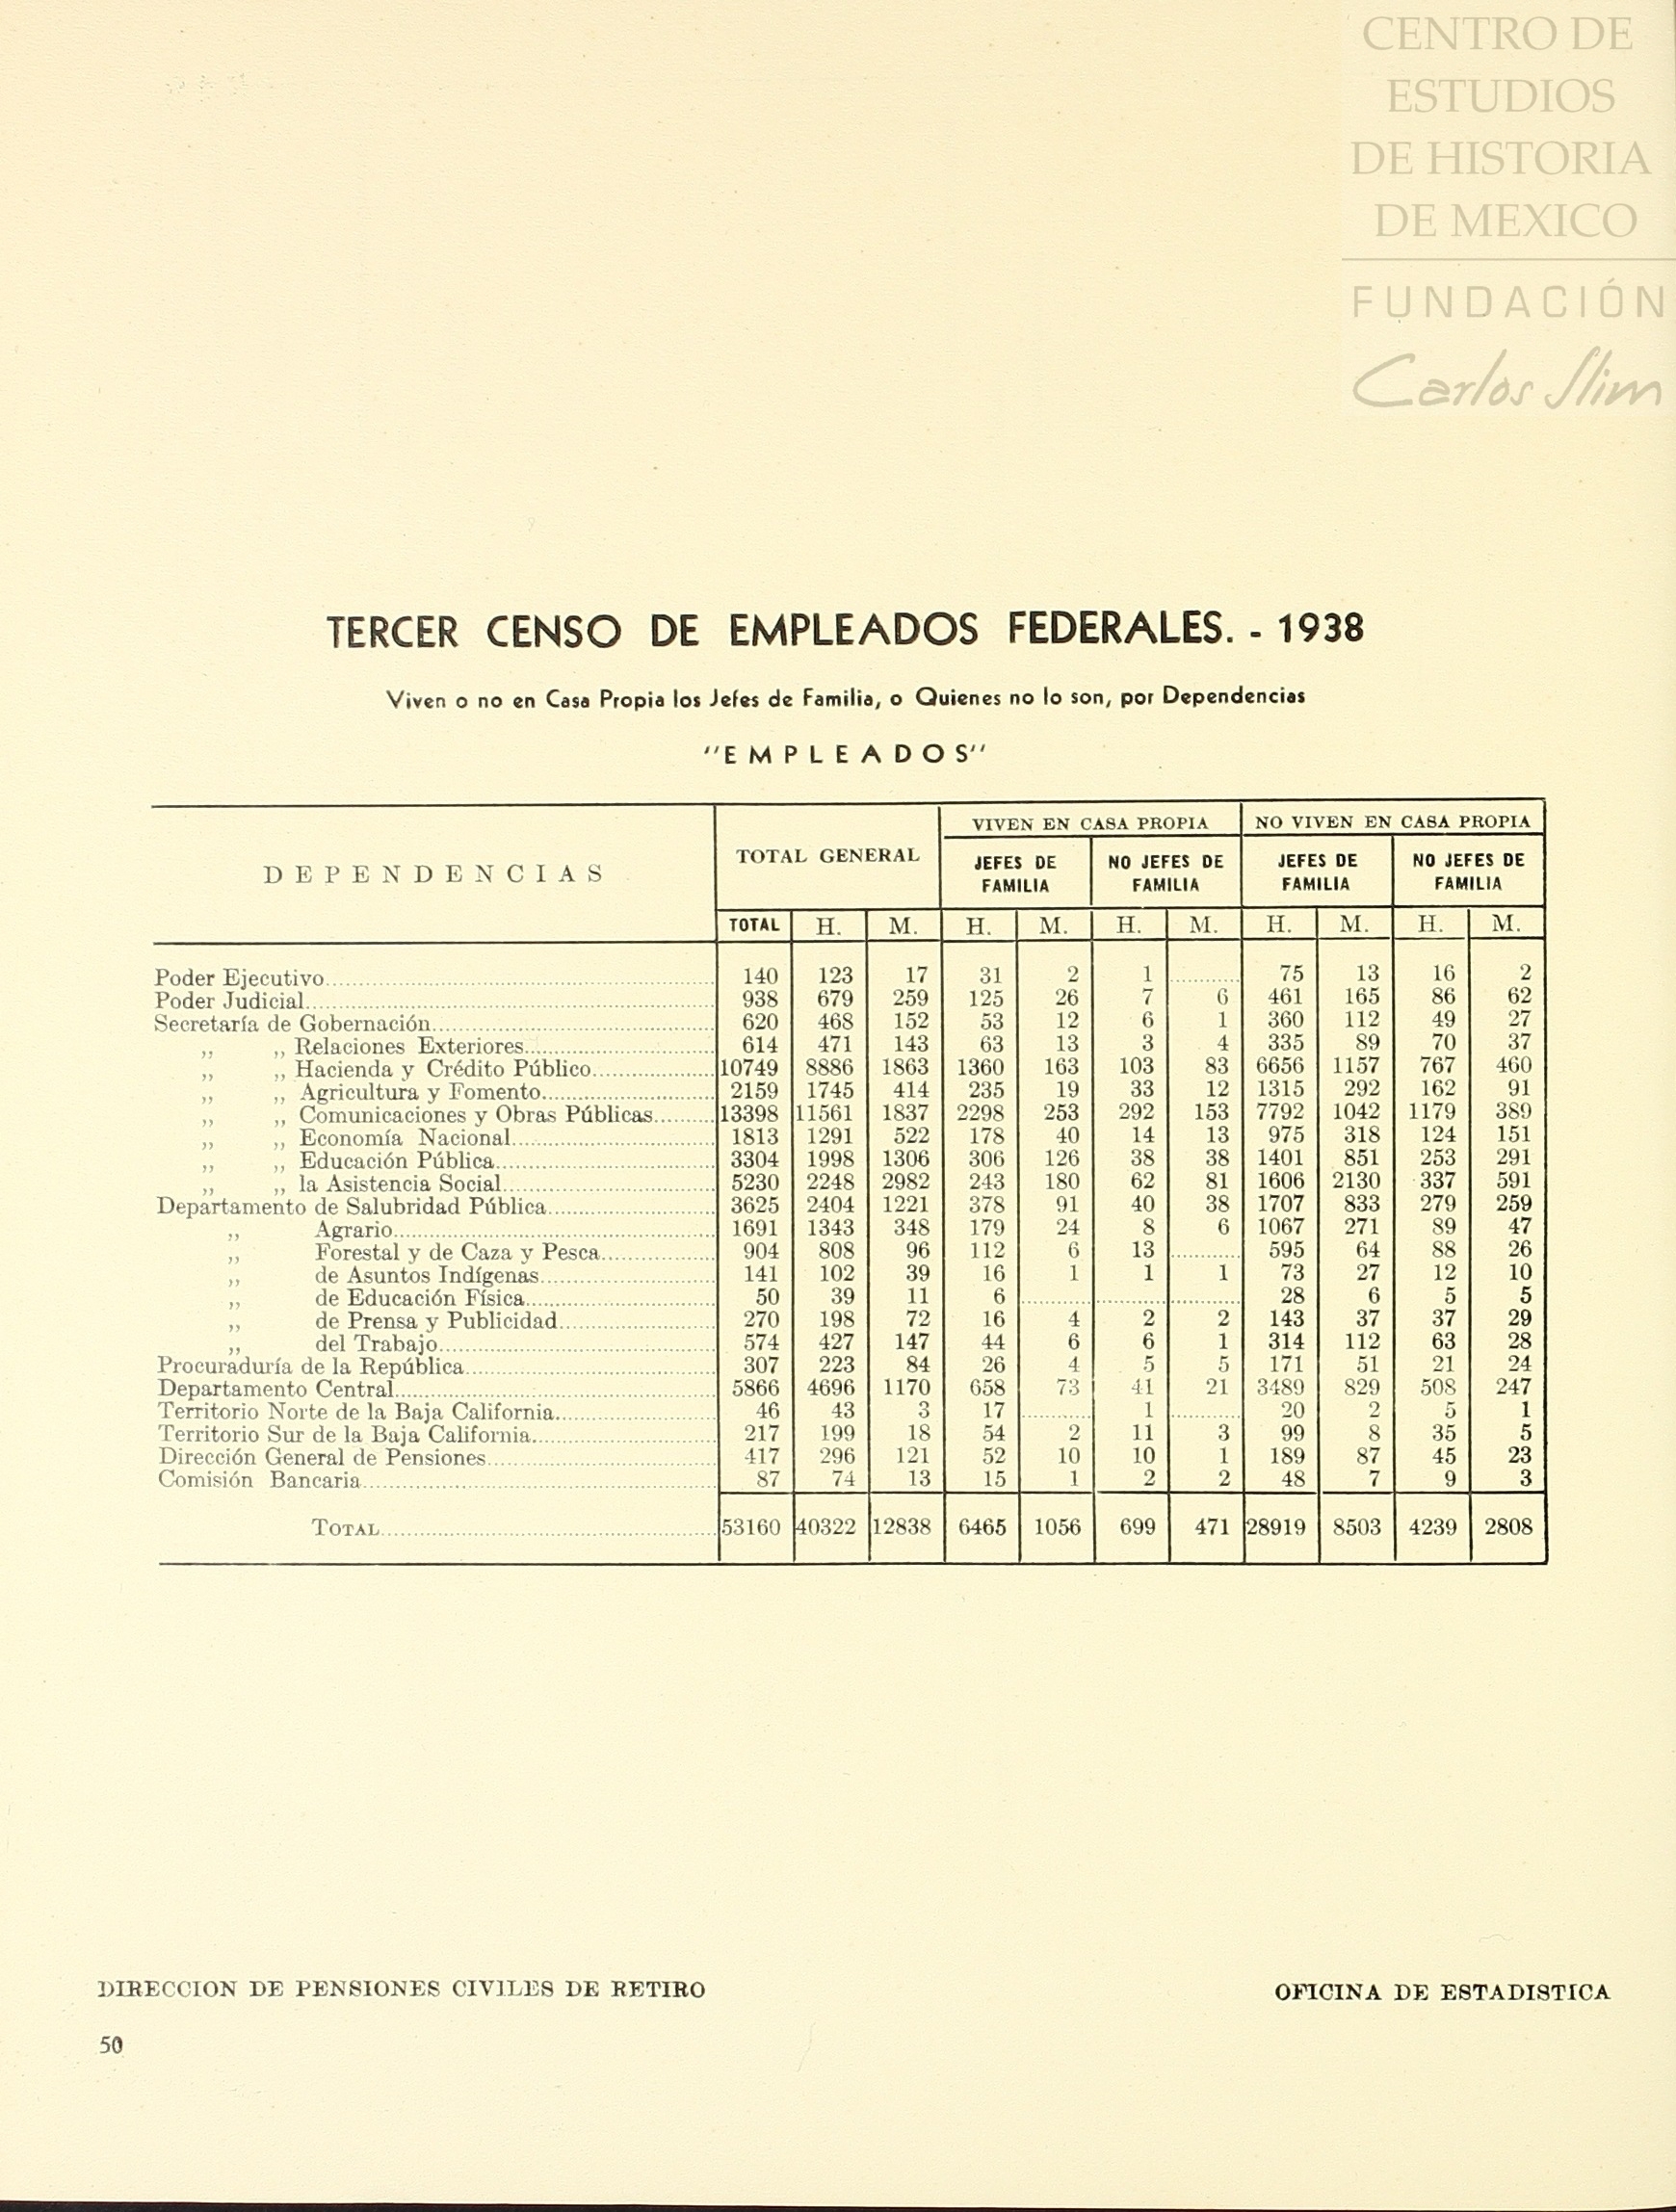 CENTRO DE
ESTUDIOS
DE HISTORIA
DE MEXICO
FUNDACIÓN
Carlos Slim
TERCER CENSO DE EMPLEADOS FEDERALES. - 1938
Viven o no en Casa Propia los Jefes de Familia, o Quienes no lo son, por Dependencias
"EMPLEADOS"
DEPENDENCIAS TOTAL GENERAL VIVEN EN CASA PROPIA NO VIVEN EN CASA PROPIA
JEFES DE FAMILIA NO JEFES DE FAMILIA JEFES DE FAMILIA NO JEFES DE FAMILIA
TOTAL H. M. H. M. H. M. H. M. H. M.
Poder Ejecutivo 140 123 17 31 2 1 .......... 75 13 16 2
Poder Judicial 938 679 259 125 26 7 6 461 165 86 62
Secretaría de Gobernación 620 468 152 53 12 6 1 360 112 49 27
,, ,, Relaciones Exteriores 614 471 143 63 13 3 4 335 89 70 37
,, ,, Hacienda y Crédito Público 10749 8886 1863 1360 163 103 83 6656 1157 767 460
,, ,, Agricultura y Fomento 2159 1745 414 235 19 33 12 1315 292 162 91
,, ,, Comunicaciones y Obras Públicas 13398 11561 1837 2298 253 292 153 7792 1042 1179 389
,, ,, Economía Nacional 1813 1291 522 178 40 14 13 975 318 124 151
,, ,, Educación Pública 3304 1998 1306 306 126 38 38 1401 851 253 291
,, ,, la Asistencia Social 5230 2248 2982 243 180 62 81 1606 2130 337 591
Departamento de Salubridad Pública 3625 2404 1221 378 91 40 38 1707 833 279 259
,, Agrario 1691 1343 348 179 24 8 6 1067 271 89 47
,, Forestal y de Caza y Pesca 904 808 96 112 6 13 .......... 595 64 88 26
,, de Asuntos Indígenas 141 102 39 16 1 1 1 73 27 12 10
,, de Educación Física 50 39 11 6 .......... .......... .......... 28 6 5 5
,, de Prensa y Publicidad 270 198 72 16 4 2 2 143 37 37 29
,, del Trabajo 574 427 147 44 6 6 1 314 112 63 28
Procuraduría de la República 307 223 84 26 4 5 5 171 51 21 24
Departamento Central 5866 4696 1170 658 73 41 21 3489 829 508 247
Territorio Norte de la Baja California 46 43 3 17 .......... 1 .......... 20 2 5 1
Territorio Sur de la Baja California 217 199 18 54 2 11 3 99 8 35 5
Dirección General de Pensiones 417 296 121 52 10 10 1 189 87 45 23
Comisión Bancaria 87 74 13 15 1 2 2 48 7 9 3
TOTAL 53160 40322 12838 6465 1056 699 471 28919 8503 4239 2808
DIRECCION DE PENSIONES CIVILES DE RETIRO OFICINA DE ESTADISTICA
50